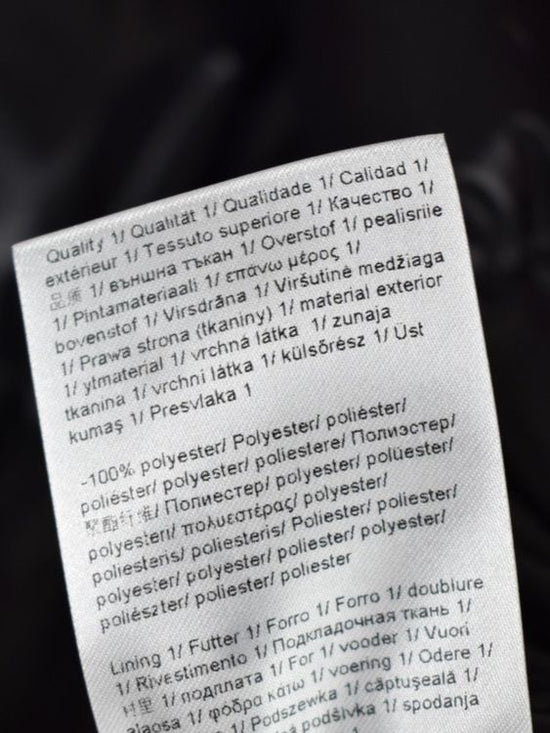 Quality 1/ Qualität 1/ Qualidade 1/ Calidad 1/
extérieur 1/ Tessuto superiore 1/ Качество 1/
品质 1/ външна тъкан 1/ Overstof 1/ pealisriie
1/ Pintamateriaali 1/ επάνω μέρος 1/
bovenstof 1/ Virsdrāna 1/ Viršutinė medžiaga
1/ Prawa strona (tkaniny) 1/ material exterior
1/ ytmaterial 1/ vrchná látka 1/ zunaja
tkanina 1/ vrchní látka 1/ külsőrész 1/ Ust
kumaş 1/ Presvlaka 1
-100% polyester/ Polyester/ poliéster/
poliéster/ polyester/ poliestere/ Полиэстер/
聚酯纤维/ Полиестер/ polyester/ polüester/
polyesteri/ πολυεστέρας/ polyester/
poliesteris/ poliesteris/ Poliester/ poliester/
polyester/ polyester/ poliester/ polyester/
poliészter/ poliester/ poliester
Lining 1/ Futter 1/ Forro 1/ Forro 1/ doublure
1/ Rivestimento 1/ Подкладочная ткань 1/
衬里 1/ подплата 1/ For 1/ vooder 1/ Vuori
φόδρα κάτω 1/ voering 1/ Odere 1/
1/ Podszewka 1/ căptuşeală 1/
podšívka 1/ spodanja